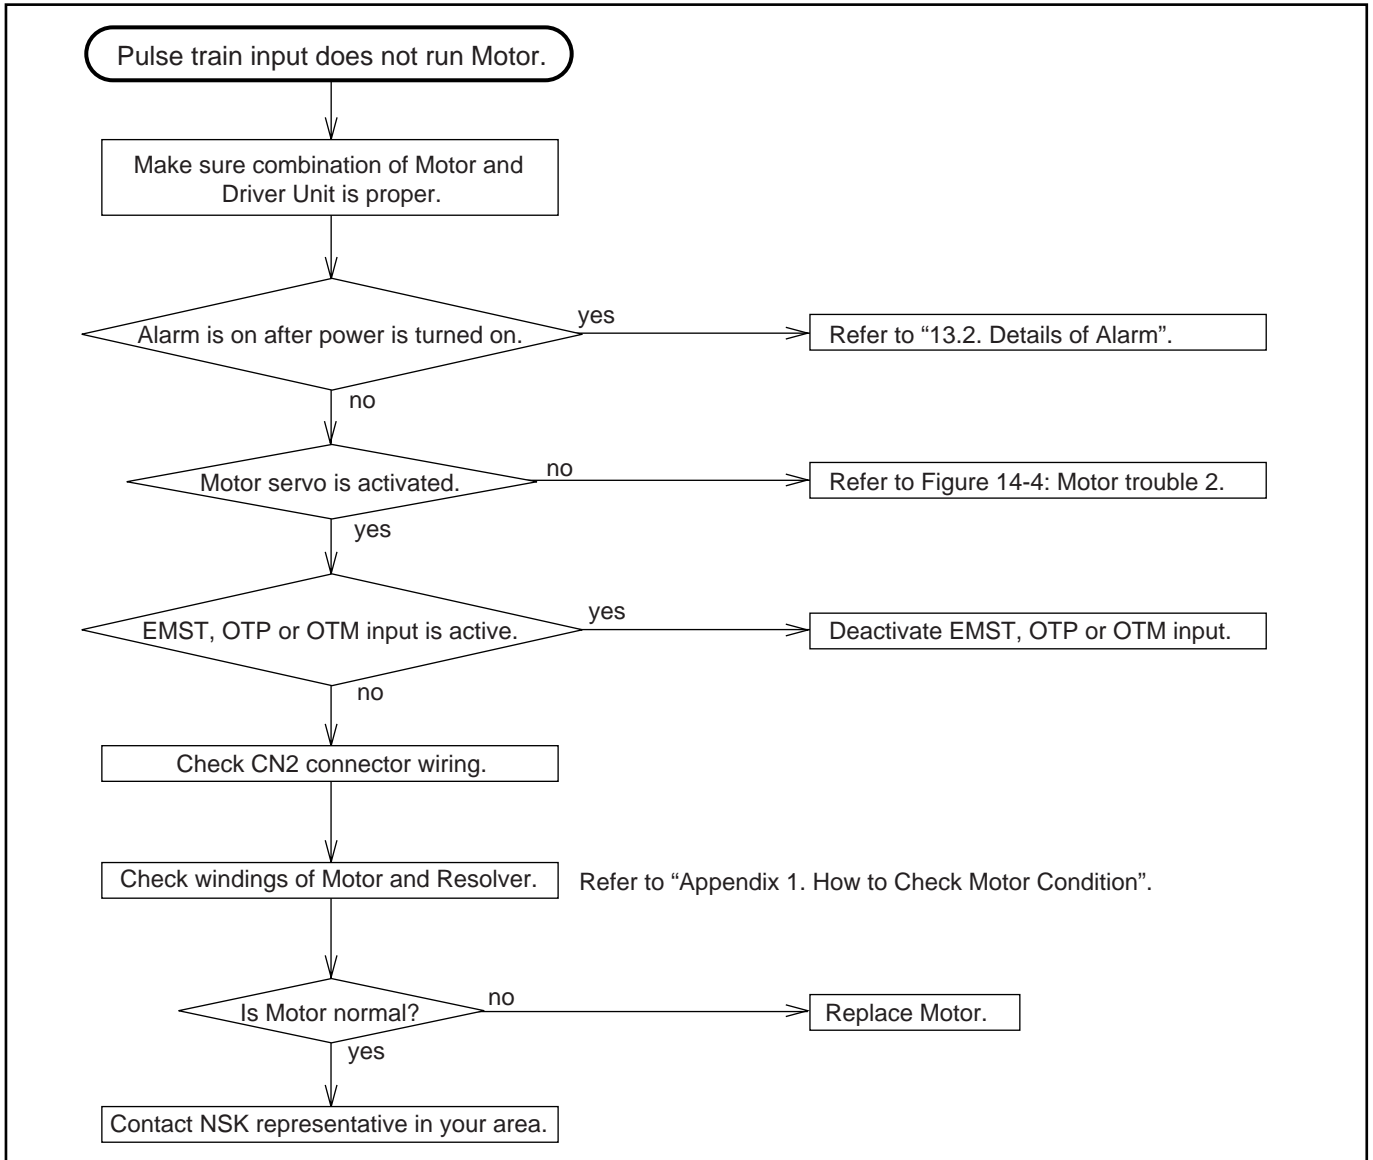 Pulse train input does not run Motor.
Make sure combination of Motor and
Driver Unit is proper.
Alarm is on after power is turned on.
yes
Refer to “13.2. Details of Alarm”.
no
Motor servo is activated.
no
Refer to Figure 14-4: Motor trouble 2.
yes
EMST, OTP or OTM input is active.
yes
Deactivate EMST, OTP or OTM input.
no
Check CN2 connector wiring.
Check windings of Motor and Resolver.
Refer to “Appendix 1. How to Check Motor Condition”.
Is Motor normal?
no
Replace Motor.
yes
Contact NSK representative in your area.